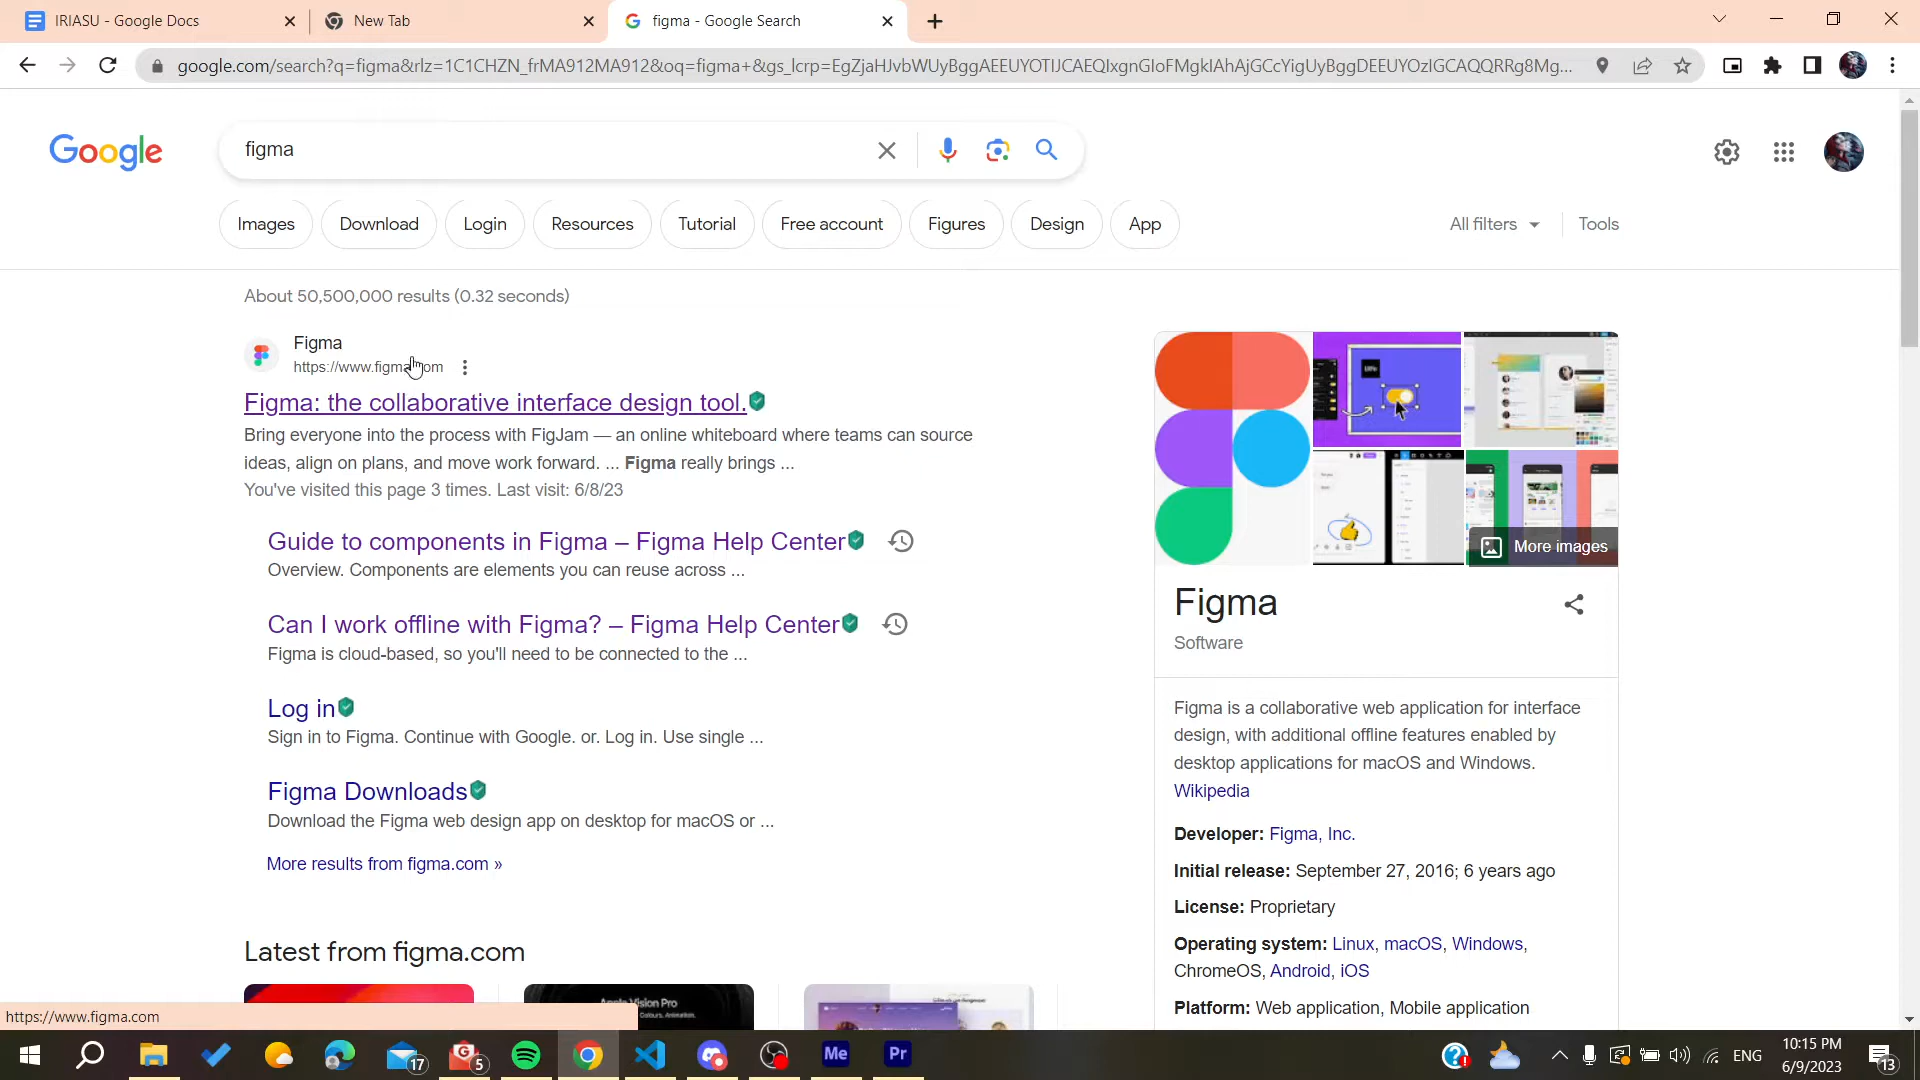 IRIASU - Google Docs
New Tab
figma - Google Search
google.com/search?q=figma&rlz=1C1CHZN_frMA912MA912&oq=figma+&gs_lcrp=EgZjaHJvbWUyBggAEEUYOTIJCAEQIxgnGIoFMgkIAhAjGCcYigUyBggDEEUYOzIGCAQQRRg8Mg...
Google
figma
Images
Download
Login
Resources
Tutorial
Free account
Figures
Design
App
All filters
Tools
About 50,500,000 results (0.32 seconds)
Figma
https://www.figma.com
Figma: the collaborative interface design tool.
Bring everyone into the process with FigJam — an online whiteboard where teams can source
ideas, align on plans, and move work forward. ... Figma really brings ...
You've visited this page 3 times. Last visit: 6/8/23
Guide to components in Figma – Figma Help Center
Overview. Components are elements you can reuse across ...
Can I work offline with Figma? – Figma Help Center
Figma is cloud-based, so you'll need to be connected to the ...
Log in
Sign in to Figma. Continue with Google. or. Log in. Use single ...
Figma Downloads
Download the Figma web design app on desktop for macOS or ...
More results from figma.com »
Latest from figma.com
Apple Vision Pro
Colours, Animation.
More images
Figma
Software
Figma is a collaborative web application for interface
design, with additional offline features enabled by
desktop applications for macOS and Windows.
Wikipedia
Developer: Figma, Inc.
Initial release: September 27, 2016; 6 years ago
License: Proprietary
Operating system: Linux, macOS, Windows,
ChromeOS, Android, iOS
Platform: Web application, Mobile application
https://www.figma.com
17
5
Me
Pr
ENG
10:15 PM
6/9/2023
13